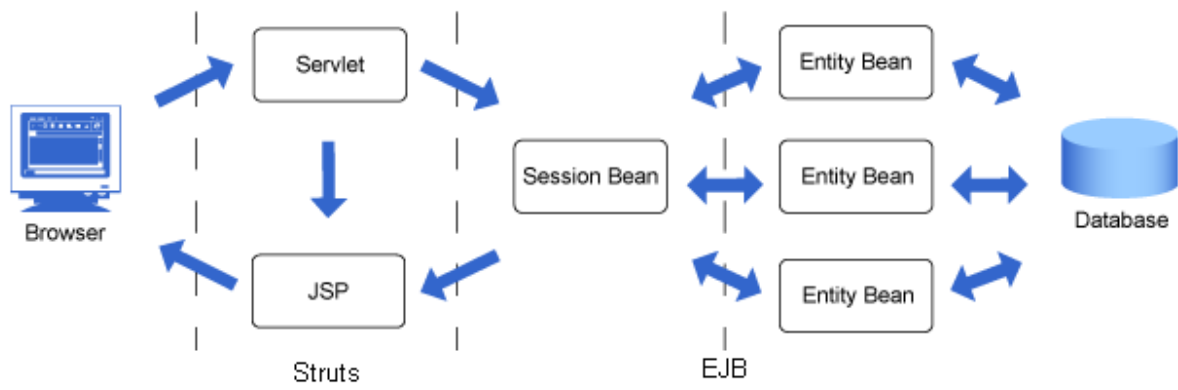 Servlet
Entity Bean
Session Bean
Entity Bean
Browser
Database
JSP
Entity Bean
Struts
EJB